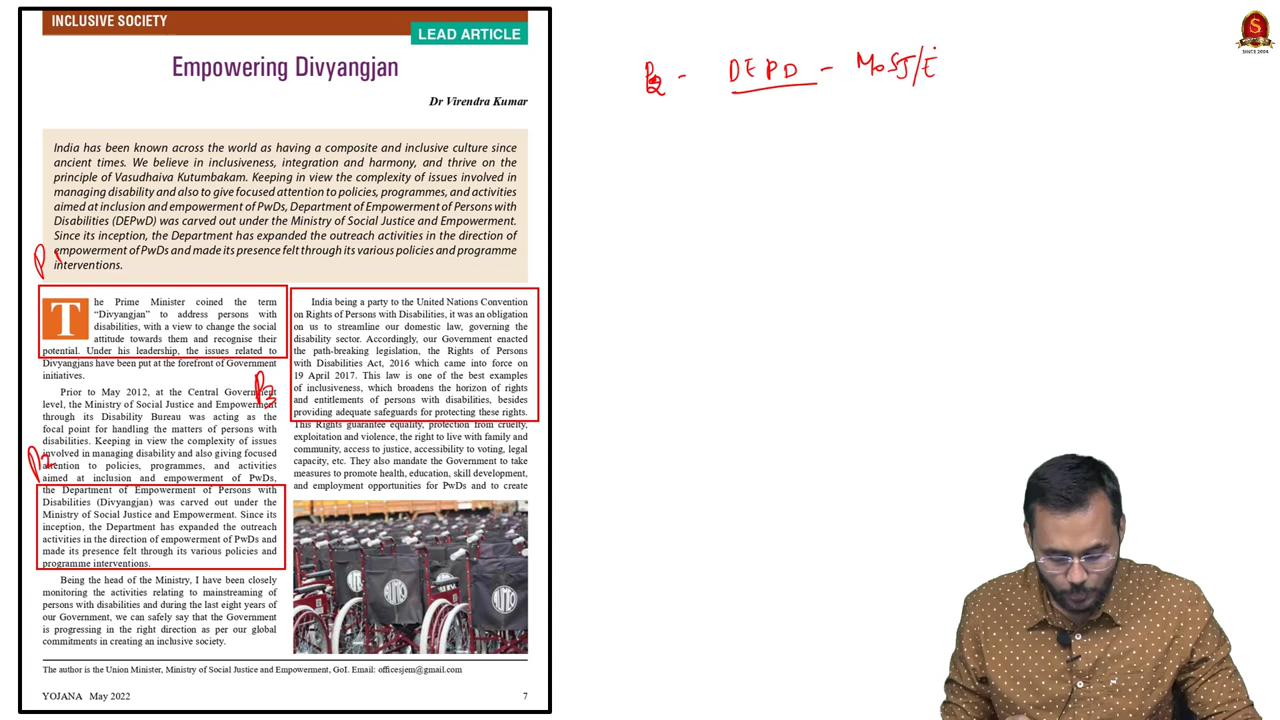 INCLUSIVE SOCIETY
LEAD ARTICLE
Empowering Divyangjan
Dr Virendra Kumar
India has been known across the world as having a composite and inclusive culture since
ancient times. We believe in inclusiveness, integration and harmony, and thrive on the
principle of Vasudhaiva Kutumbakam. Keeping in view the complexity of issues involved in
managing disability and also to give focused attention to policies, programmes, and activities
aimed at inclusion and empowerment of PwDs, Department of Empowerment of Persons with
Disabilities (DEPwD) was carved out under the Ministry of Social Justice and Empowerment.
Since its inception, the Department has expanded the outreach activities in the direction of
empowerment of PwDs and made its presence felt through its various policies and programme
interventions.
P1
The Prime Minister coined the term
“Divyangjan” to address persons with
disabilities, with a view to change the social
attitude towards them and recognise their
potential. Under his leadership, the issues related to
Divyangjans have been put at the forefront of Government
initiatives.
Prior to May 2012, at the Central Government
level, the Ministry of Social Justice and Empowerment
through its Disability Bureau was acting as the
focal point for handling the matters of persons with
disabilities. Keeping in view the complexity of issues
involved in managing disability and also giving focused
attention to policies, programmes, and activities
aimed at inclusion and empowerment of PwDs,
P2
the Department of Empowerment of Persons with
Disabilities (Divyangjan) was carved out under the
Ministry of Social Justice and Empowerment. Since its
inception, the Department has expanded the outreach
activities in the direction of empowerment of PwDs and
made its presence felt through its various policies and
programme interventions.
Being the head of the Ministry, I have been closely
monitoring the activities relating to mainstreaming of
persons with disabilities and during the last eight years of
our Government, we can safely say that the Government
is progressing in the right direction as per our global
commitments in creating an inclusive society.
P3
India being a party to the United Nations Convention
on Rights of Persons with Disabilities, it was an obligation
on us to streamline our domestic law, governing the
disability sector. Accordingly, our Government enacted
the path-breaking legislation, the Rights of Persons
with Disabilities Act, 2016 which came into force on
19 April 2017. This law is one of the best examples
of inclusiveness, which broadens the horizon of rights
and entitlements of persons with disabilities, besides
providing adequate safeguards for protecting these rights.
This Rights guarantee equality, protection from cruelty,
exploitation and violence, the right to live with family and
community, access to justice, accessibility to voting, legal
capacity, etc. They also mandate the Government to take
measures to promote health, education, skill development,
and employment opportunities for PwDs and to create
The author is the Union Minister, Ministry of Social Justice and Empowerment, GoI. Email: officesjem@gmail.com
YOJANA May 2022
7
- DEPD - MoSJ/E
S
SINCE 2004